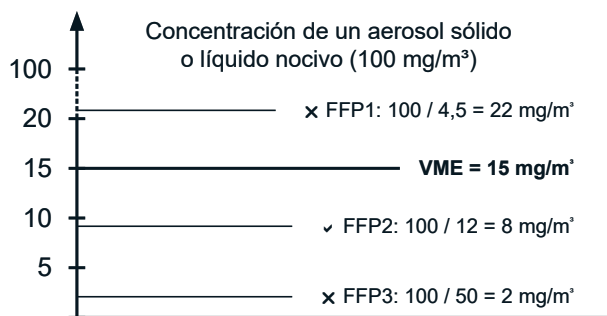 Concentración de un aerosol sólido
o líquido nocivo (100 mg/m³)
100
× FFP1: 100 / 4,5 = 22 mg/m³
20
15
VME = 15 mg/m³
10
✓ FFP2: 100 / 12 = 8 mg/m³
5
× FFP3: 100 / 50 = 2 mg/m³